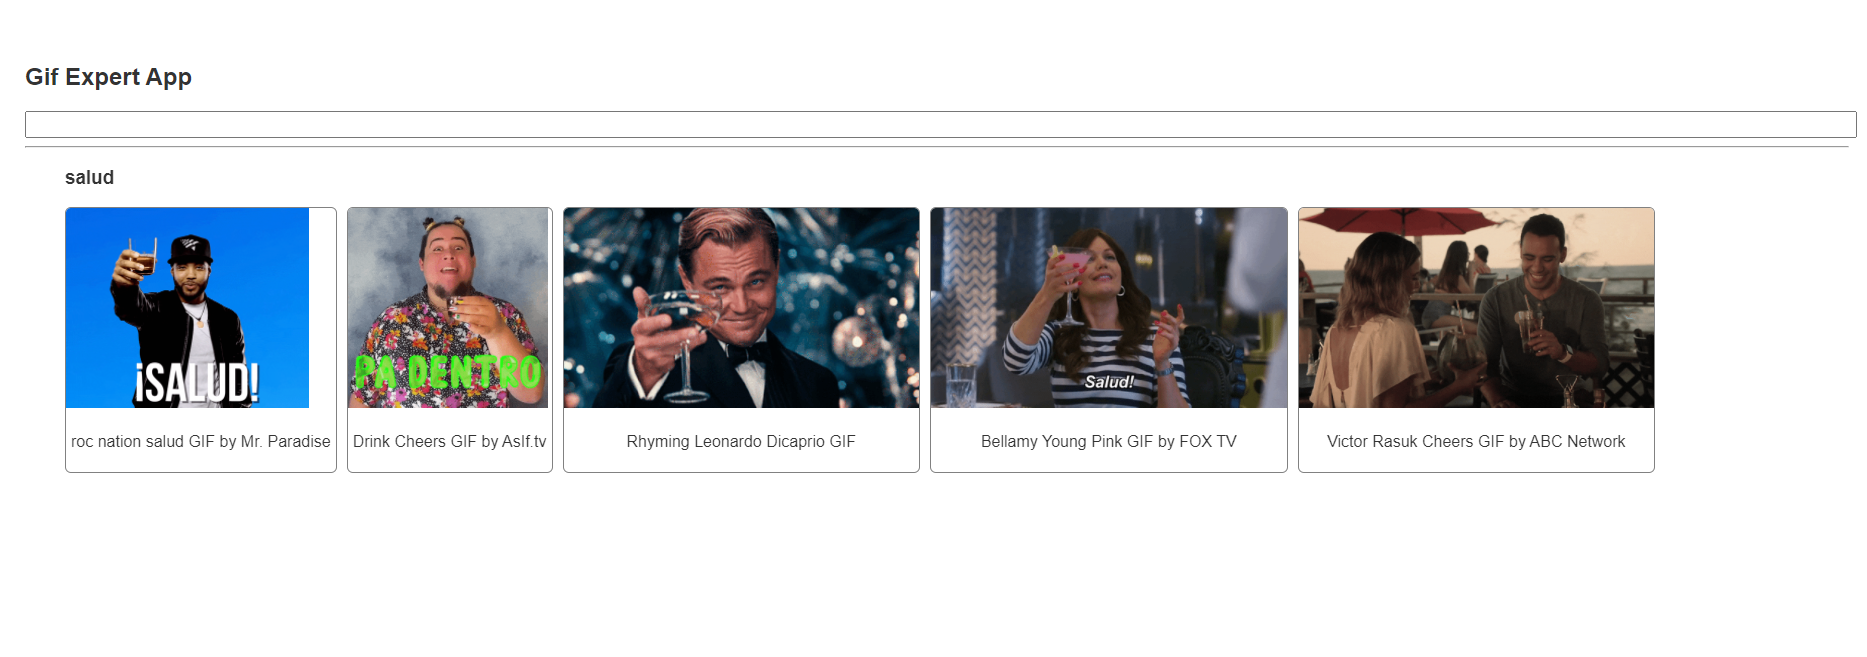 Gif Expert App
salud
¡SALUD!
PA DENTRO
Salud!
roc nation salud GIF by Mr. Paradise
Drink Cheers GIF by Aslf.tv
Rhyming Leonardo Dicaprio GIF
Bellamy Young Pink GIF by FOX TV
Victor Rasuk Cheers GIF by ABC Network